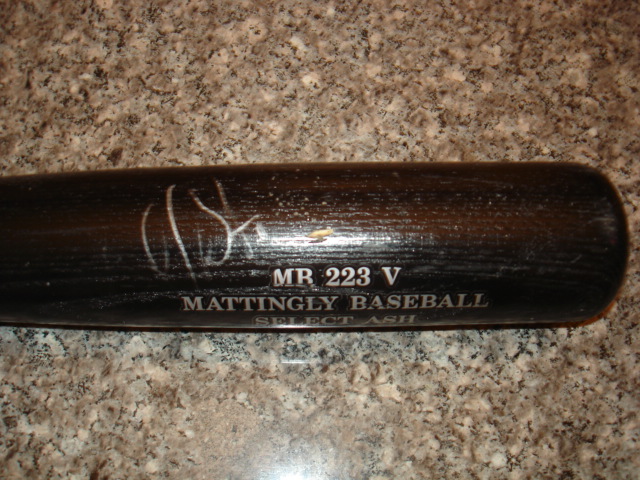 MR 223 V
MATTINGLY BASEBALL
SELECT ASH